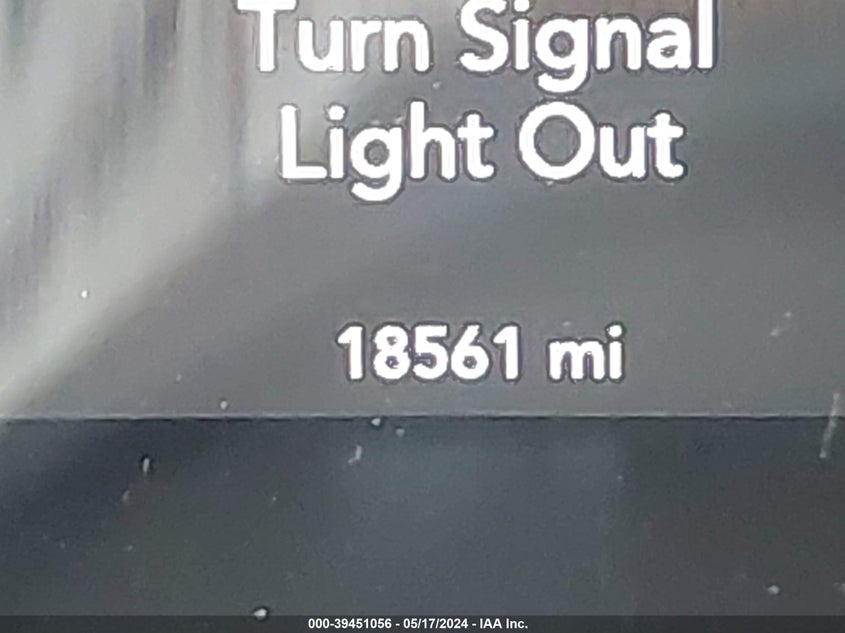 Turn Signal
Light Out
18561 mi
000-39451056 - 05/17/2024 - IAA Inc.